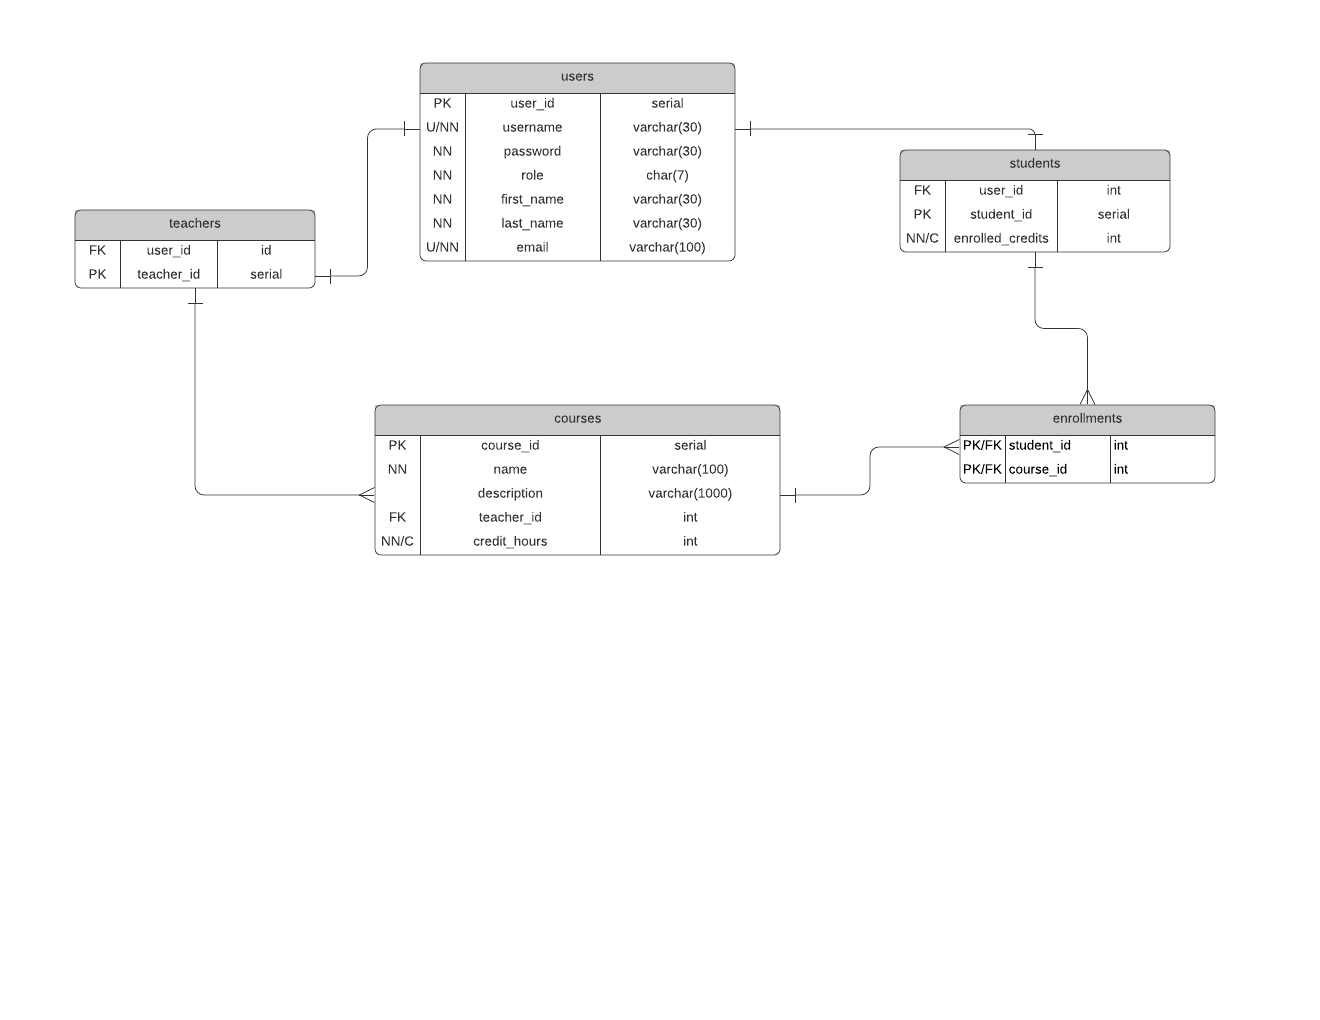 users
PK user_id serial
U/NN username varchar(30)
NN password varchar(30)
NN role char(7)
NN first_name varchar(30)
NN last_name varchar(30)
U/NN email varchar(100)
students
FK user_id int
PK student_id serial
NN/C enrolled_credits int
teachers
FK user_id id
PK teacher_id serial
courses
PK course_id serial
NN name varchar(100)
description varchar(1000)
FK teacher_id int
NN/C credit_hours int
enrollments
PK/FK student_id int
PK/FK course_id int